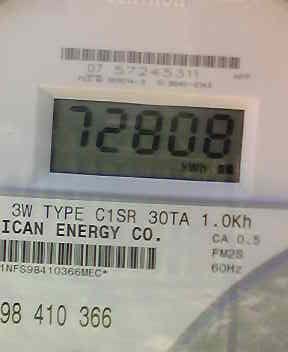 07 57245311
72808
kWh
3W TYPE C1SR 30TA 1.0Kh
ICAN ENERGY CO.
CA 0.5
FM2S
60Hz
1NFS98410366MEC*
98 410 366